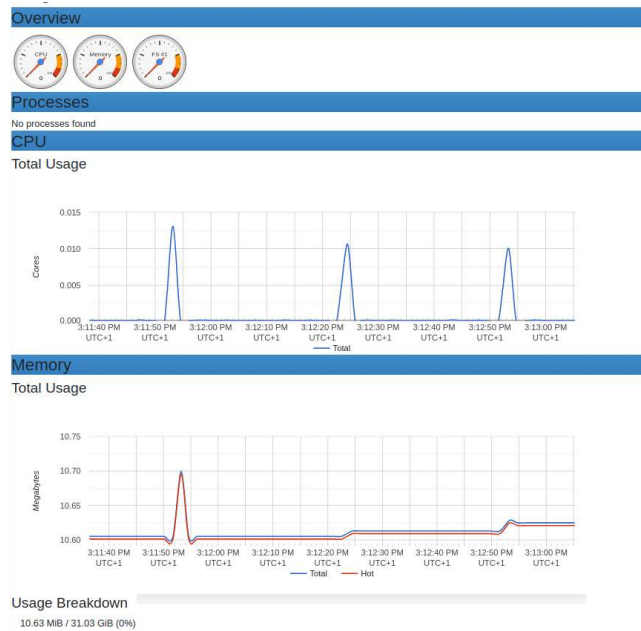 Overview
CPU
Memory
FS #1
0
0
0
Processes
No processes found
CPU
Total Usage
0.015
0.010
0.005
0.000
Cores
3:11:40 PM 3:11:50 PM 3:12:00 PM 3:12:10 PM 3:12:20 PM 3:12:30 PM 3:12:40 PM 3:12:50 PM 3:13:00 PM
UTC+1 UTC+1 UTC+1 UTC+1 UTC+1 UTC+1 UTC+1 UTC+1 UTC+1
Total
Memory
Total Usage
10.75
10.70
10.65
10.60
Megabytes
3:11:40 PM 3:11:50 PM 3:12:00 PM 3:12:10 PM 3:12:20 PM 3:12:30 PM 3:12:40 PM 3:12:50 PM 3:13:00 PM
UTC+1 UTC+1 UTC+1 UTC+1 UTC+1 UTC+1 UTC+1 UTC+1 UTC+1
Total Hot
Usage Breakdown
10.63 MiB / 31.03 GiB (0%)